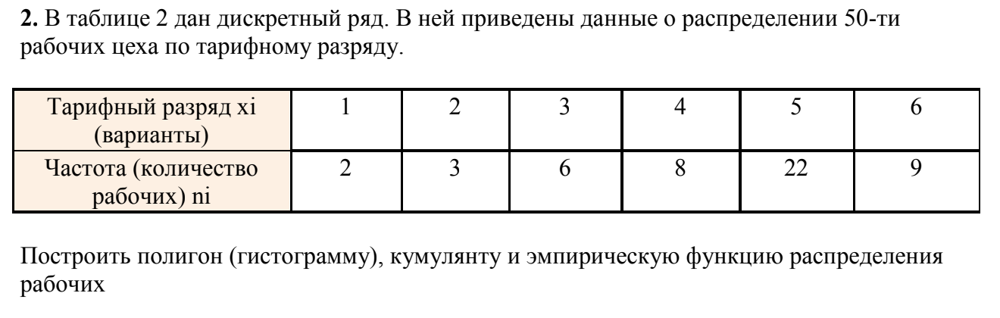 2. В таблице 2 дан дискретный ряд. В ней приведены данные о распределении 50-ти
рабочих цеха по тарифному разряду.
Тарифный разряд xi
(варианты)
1 2 3 4 5 6
Частота (количество
рабочих) ni
2 3 6 8 22 9
Построить полигон (гистограмму), кумулянту и эмпирическую функцию распределения
рабочих